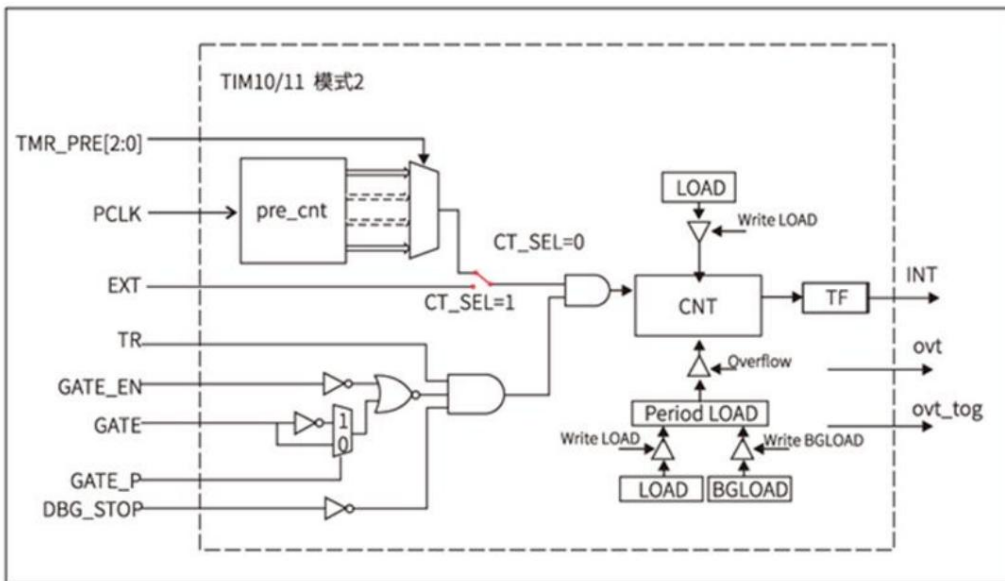 TIM10/11 模式2
TMR_PRE[2:0]
PCLK
pre_cnt
EXT
CT_SEL=0
CT_SEL=1
TR
GATE_EN
GATE
1
0
GATE_P
DBG_STOP
LOAD
Write LOAD
CNT
TF
INT
Overflow
ovt
Period LOAD
ovt_tog
Write LOAD
Write BGLOAD
LOAD
BGLOAD